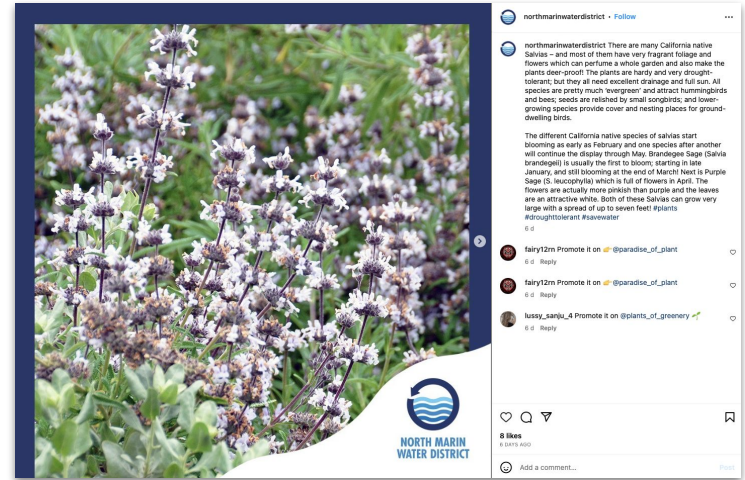 northmarinwaterdistrict • Follow
northmarinwaterdistrict There are many California native
Salvias – and most of them have very fragrant foliage and
flowers which can perfume a whole garden and also make the
plants deer-proof! The plants are hardy and very drought-
tolerant; but they all need excellent drainage and full sun. All
species are pretty much 'evergreen' and attract hummingbirds
and bees; seeds are relished by small songbirds; and lower-
growing species provide cover and nesting places for ground-
dwelling birds.
The different California native species of salvias start
blooming as early as February and one species after another
will continue the display through May. Brandegee Sage (Salvia
brandegeii) is usually the first to bloom; starting in late
January, and still blooming at the end of March! Next is Purple
Sage (S. leucophylla) which is full of flowers in April. The
flowers are actually more pinkish than purple and the leaves
are an attractive white. Both of these Salvias can grow very
large with a spread of up to seven feet! #plants
#droughttolerant #savewater
6 d
fairy12rn Promote it on 👉@paradise_of_plant
6 d Reply
fairy12rn Promote it on 👉@paradise_of_plant
6 d Reply
lussy_sanju_4 Promote it on @plants_of_greenery 🌱
6 d Reply
NORTH MARIN
WATER DISTRICT
8 likes
6 DAYS AGO
Add a comment...
Post